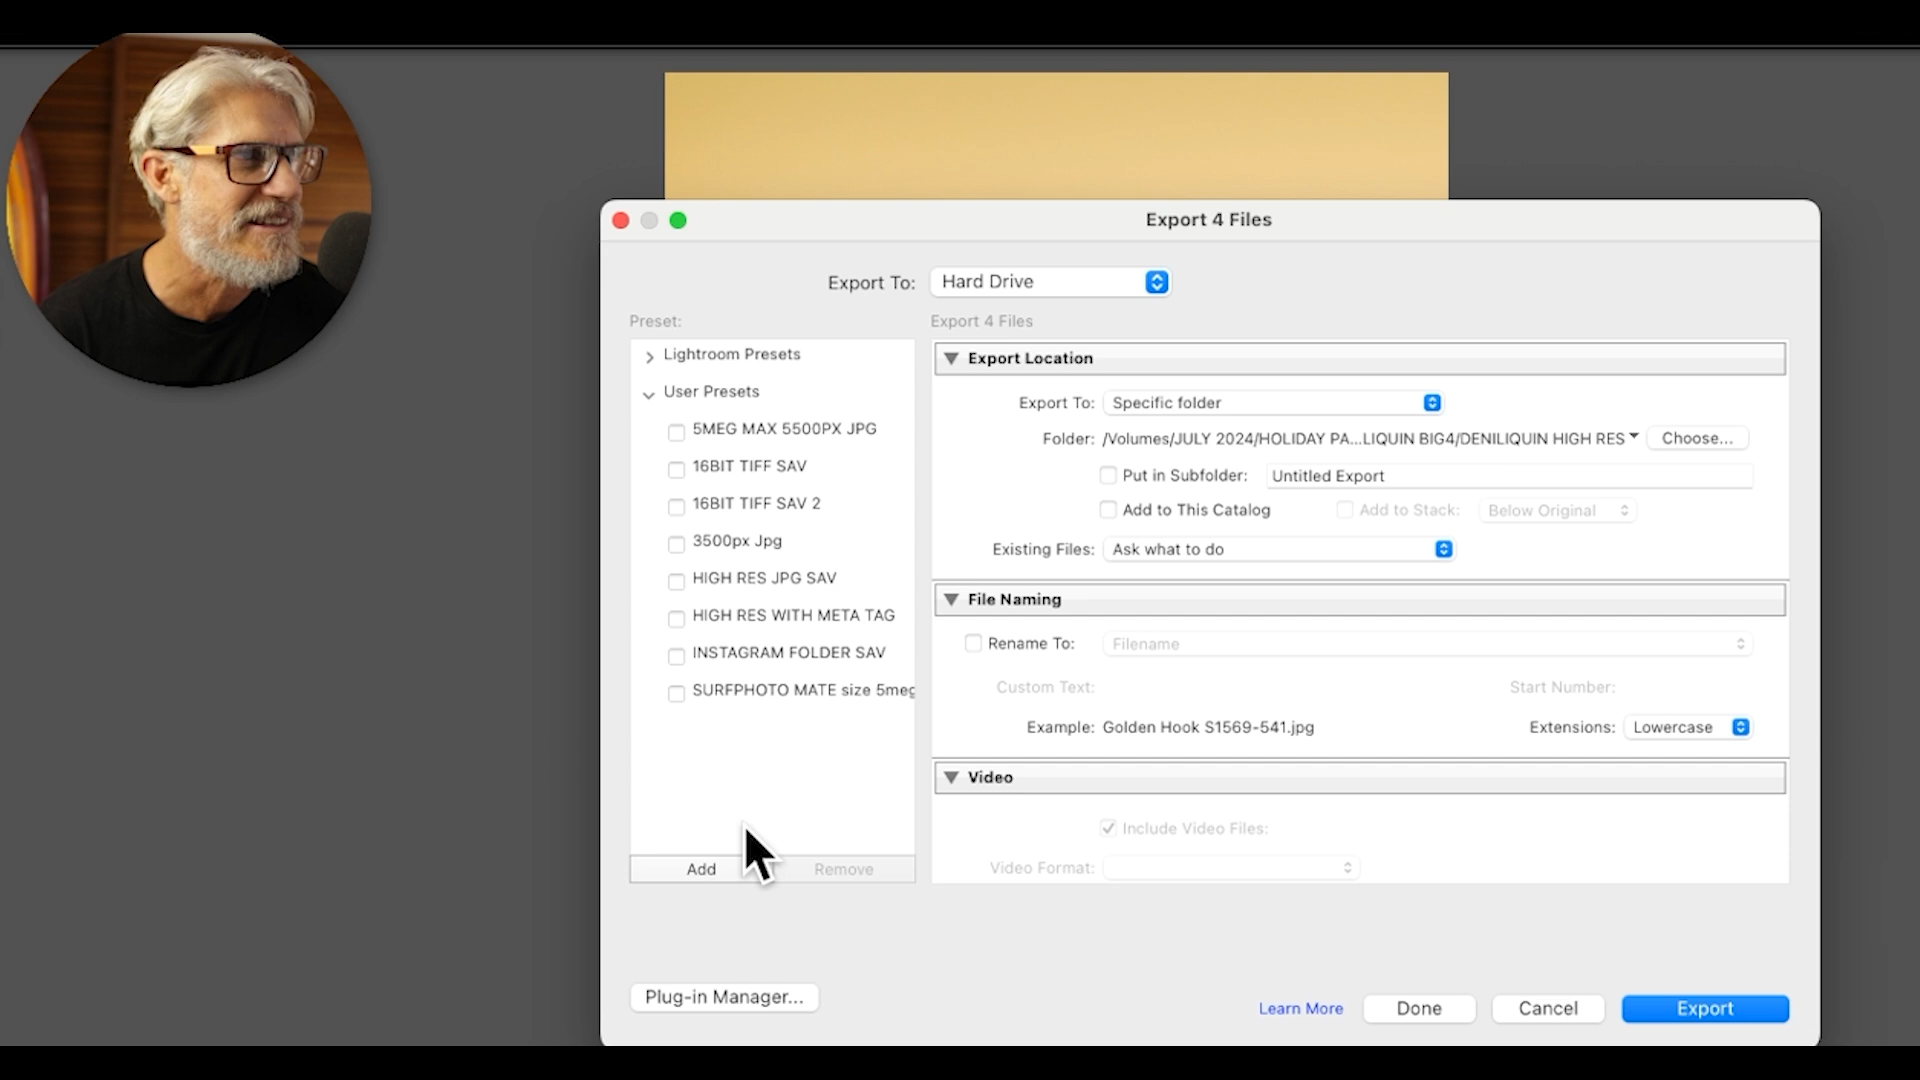 Export 4 Files
Export To: Hard Drive
Preset:
Lightroom Presets
User Presets
5MEG MAX 5500PX JPG
16BIT TIFF SAV
16BIT TIFF SAV 2
3500px Jpg
HIGH RES JPG SAV
HIGH RES WITH META TAG
INSTAGRAM FOLDER SAV
SURFPHOTO MATE size 5meg
Add Remove
Export 4 Files
Export Location
Export To: Specific folder
Folder: /Volumes/JULY 2024/HOLIDAY PA...LIQUIN BIG4/DENILIQUIN HIGH RES Choose...
Put in Subfolder: Untitled Export
Add to This Catalog Add to Stack: Below Original
Existing Files: Ask what to do
File Naming
Rename To: Filename
Custom Text: Start Number:
Example: Golden Hook S1569-541.jpg Extensions: Lowercase
Video
Include Video Files:
Video Format:
Plug-in Manager... Learn More Done Cancel Export